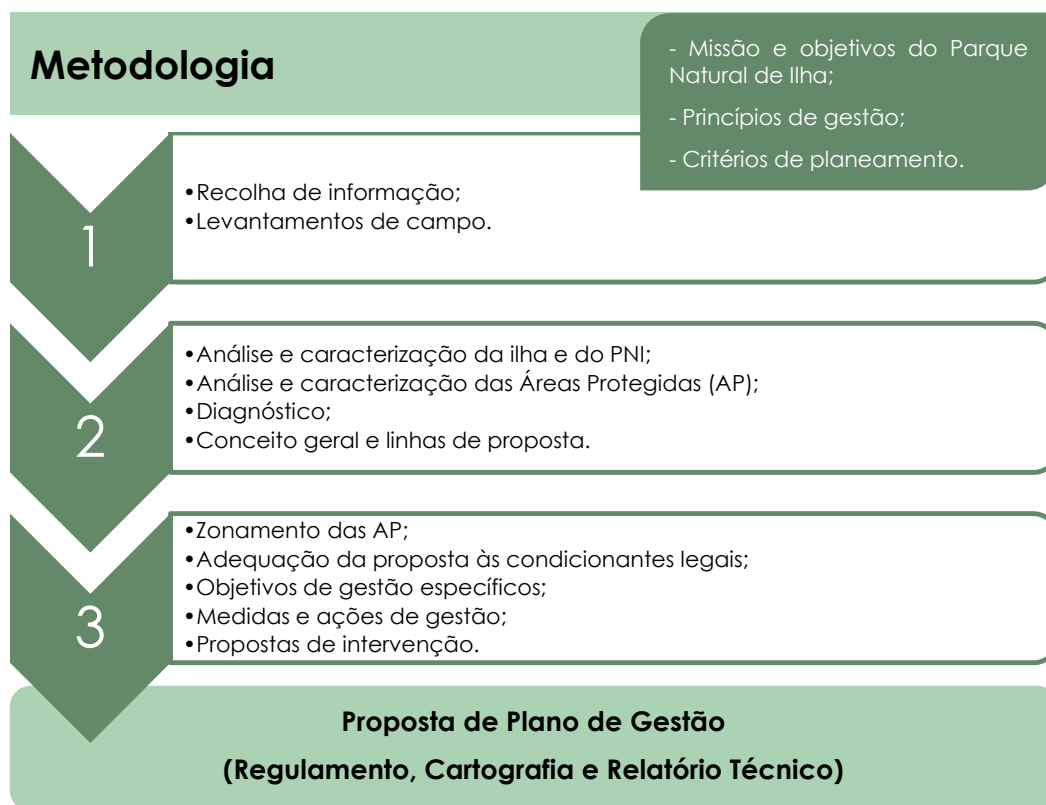 Metodologia
- Missão e objetivos do Parque
Natural de Ilha;
- Princípios de gestão;
- Critérios de planeamento.
1
•Recolha de informação;
•Levantamentos de campo.
2
•Análise e caracterização da ilha e do PNI;
•Análise e caracterização das Áreas Protegidas (AP);
•Diagnóstico;
•Conceito geral e linhas de proposta.
3
•Zonamento das AP;
•Adequação da proposta às condicionantes legais;
•Objetivos de gestão específicos;
•Medidas e ações de gestão;
•Propostas de intervenção.
Proposta de Plano de Gestão
(Regulamento, Cartografia e Relatório Técnico)